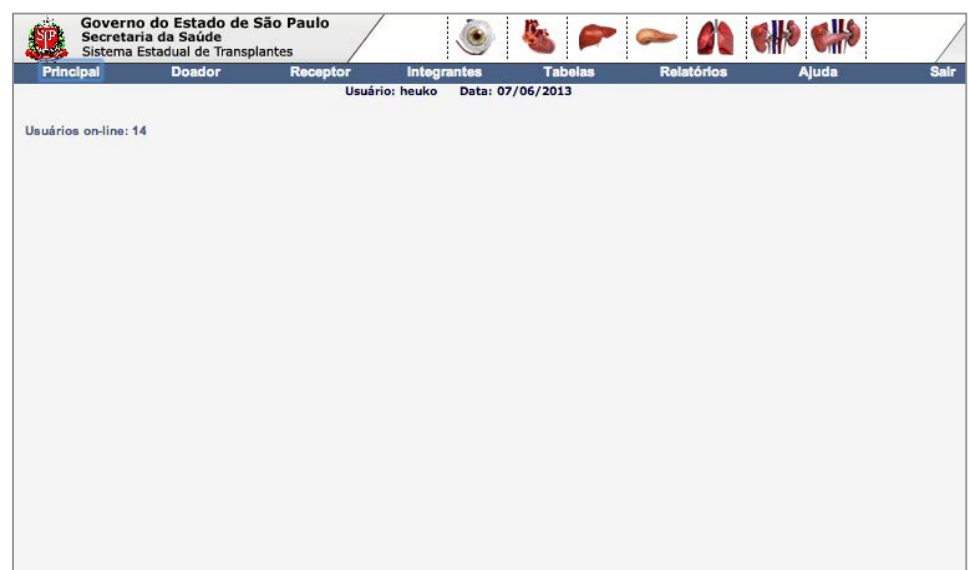 Governo do Estado de São Paulo
Secretaria da Saúde
Sistema Estadual de Transplantes
Principal Doador Receptor Integrantes Tabelas Relatórios Ajuda Sair
Usuário: heuko Data: 07/06/2013
Usuários on-line: 14